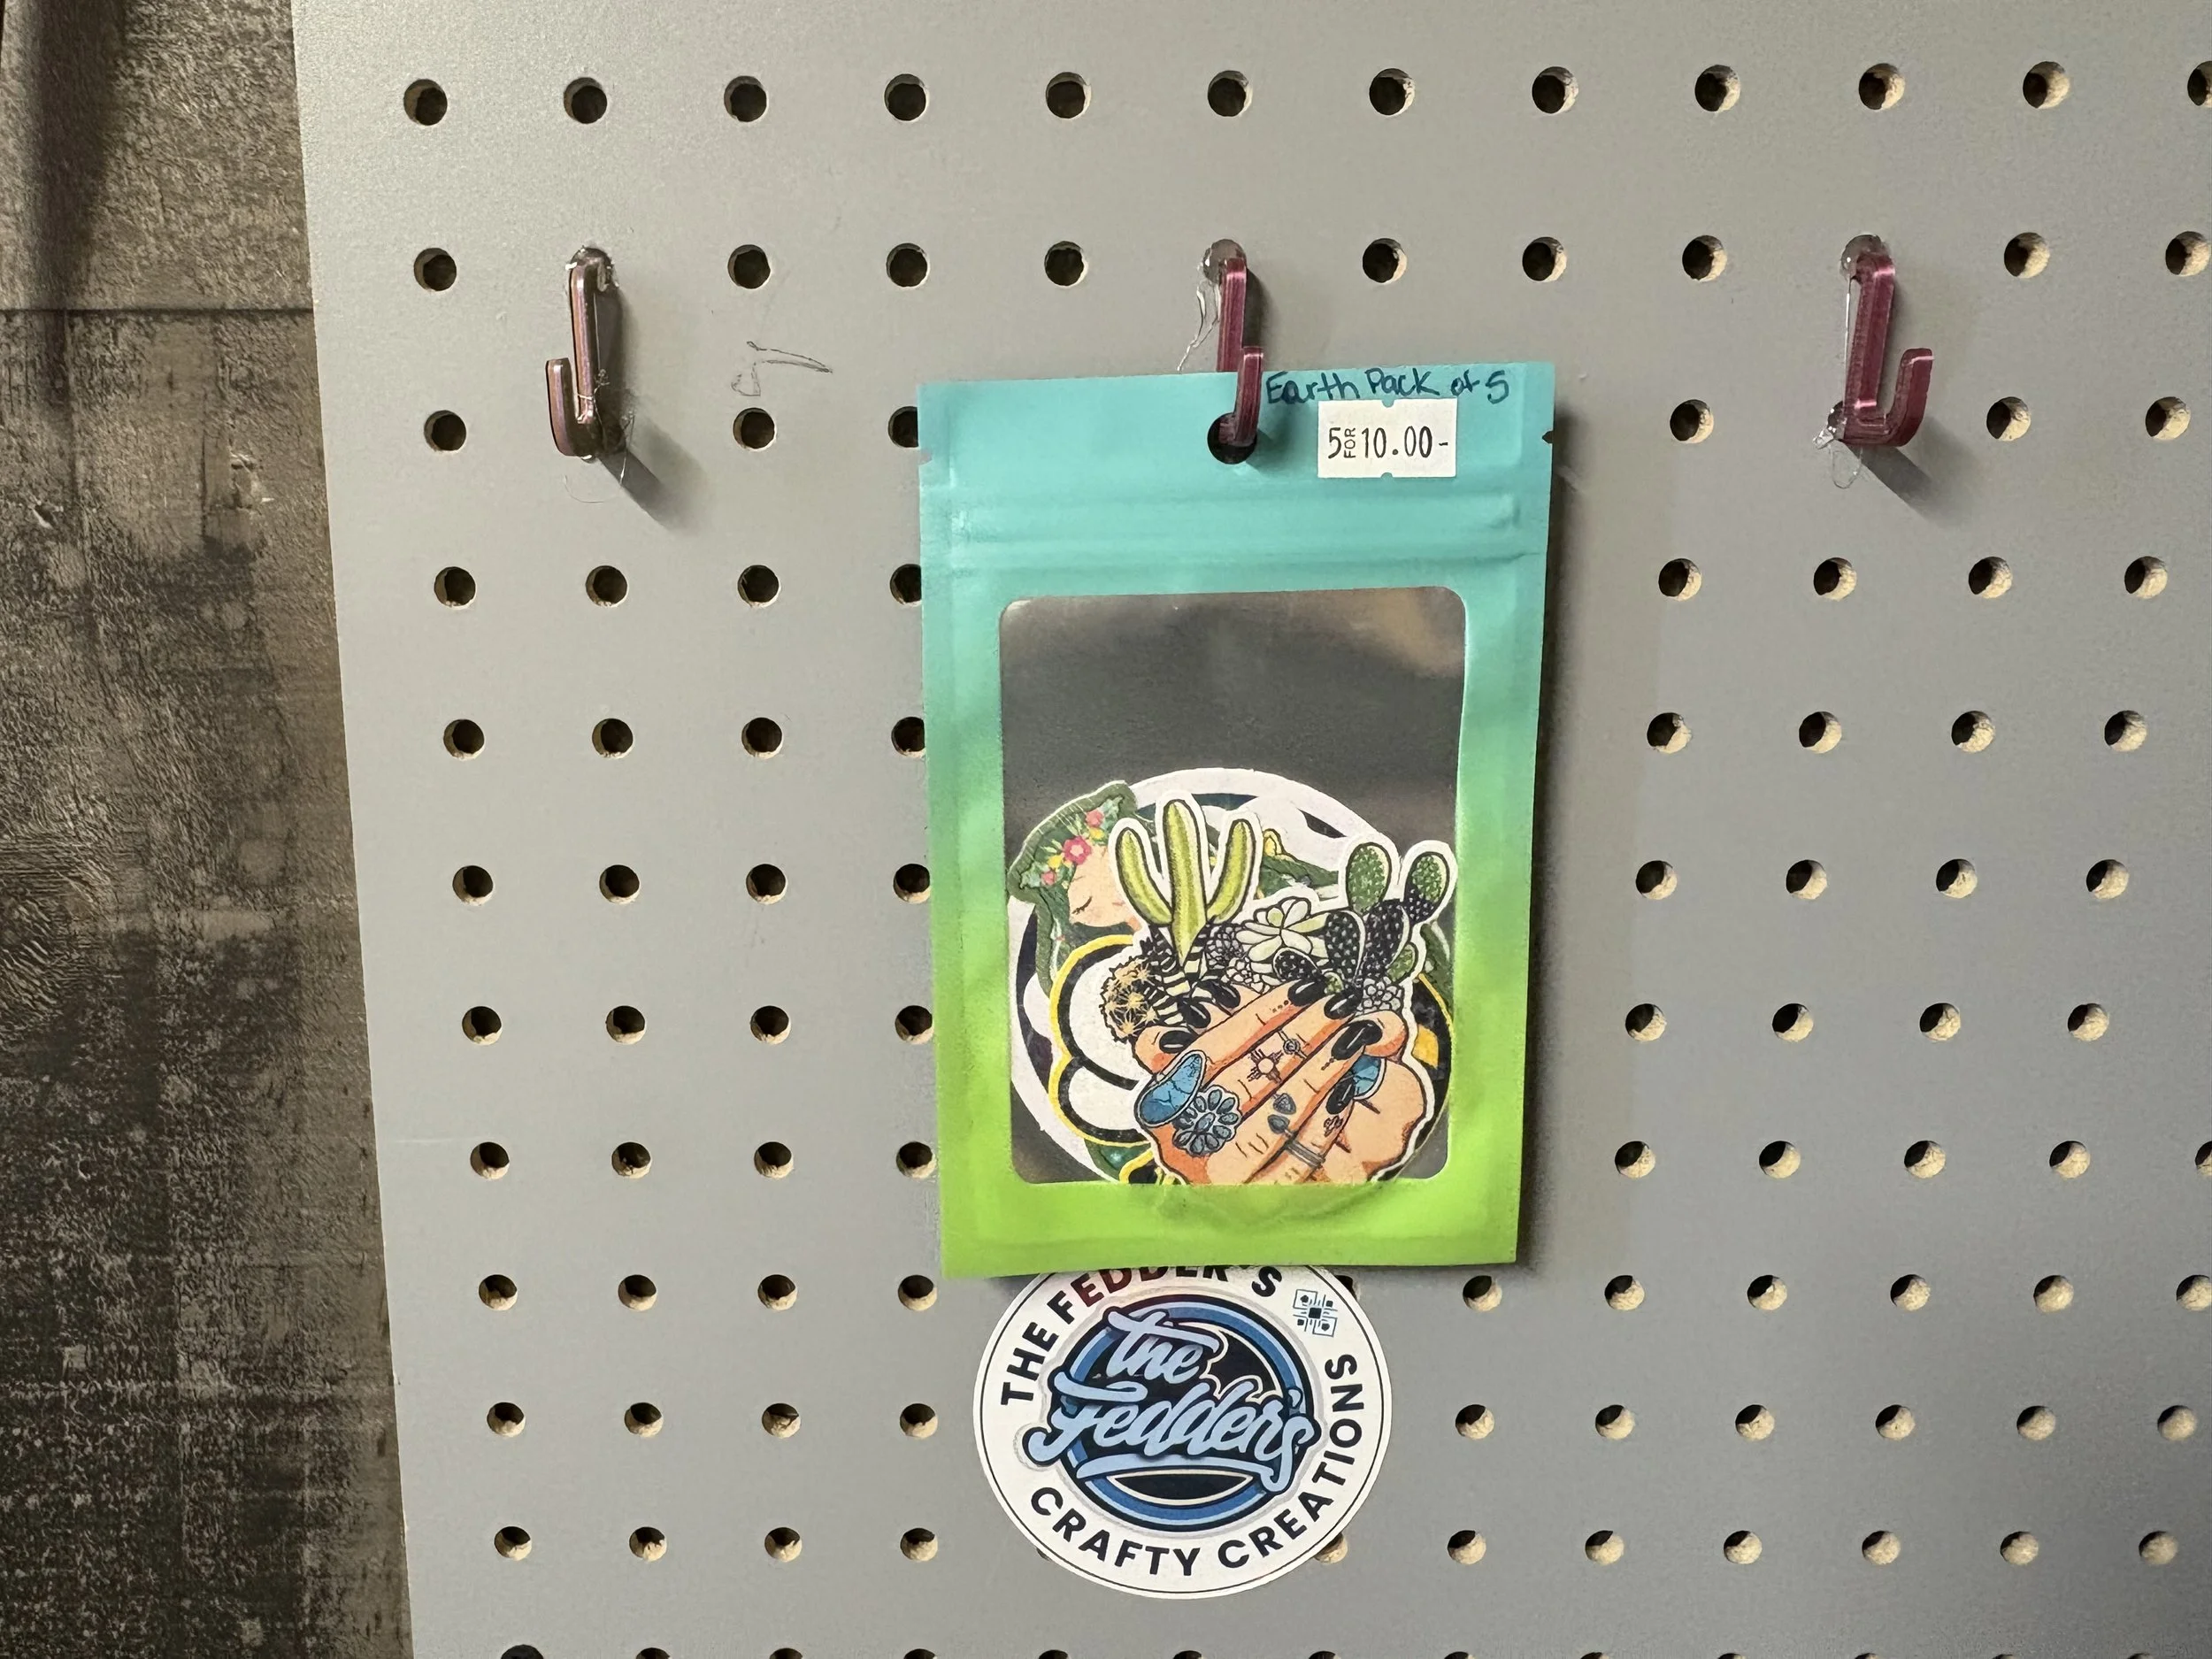 Earth Pack of 5
5 FOR 10.00-
THE FEDDER'S
the
Fedder's
CRAFTY CREATIONS